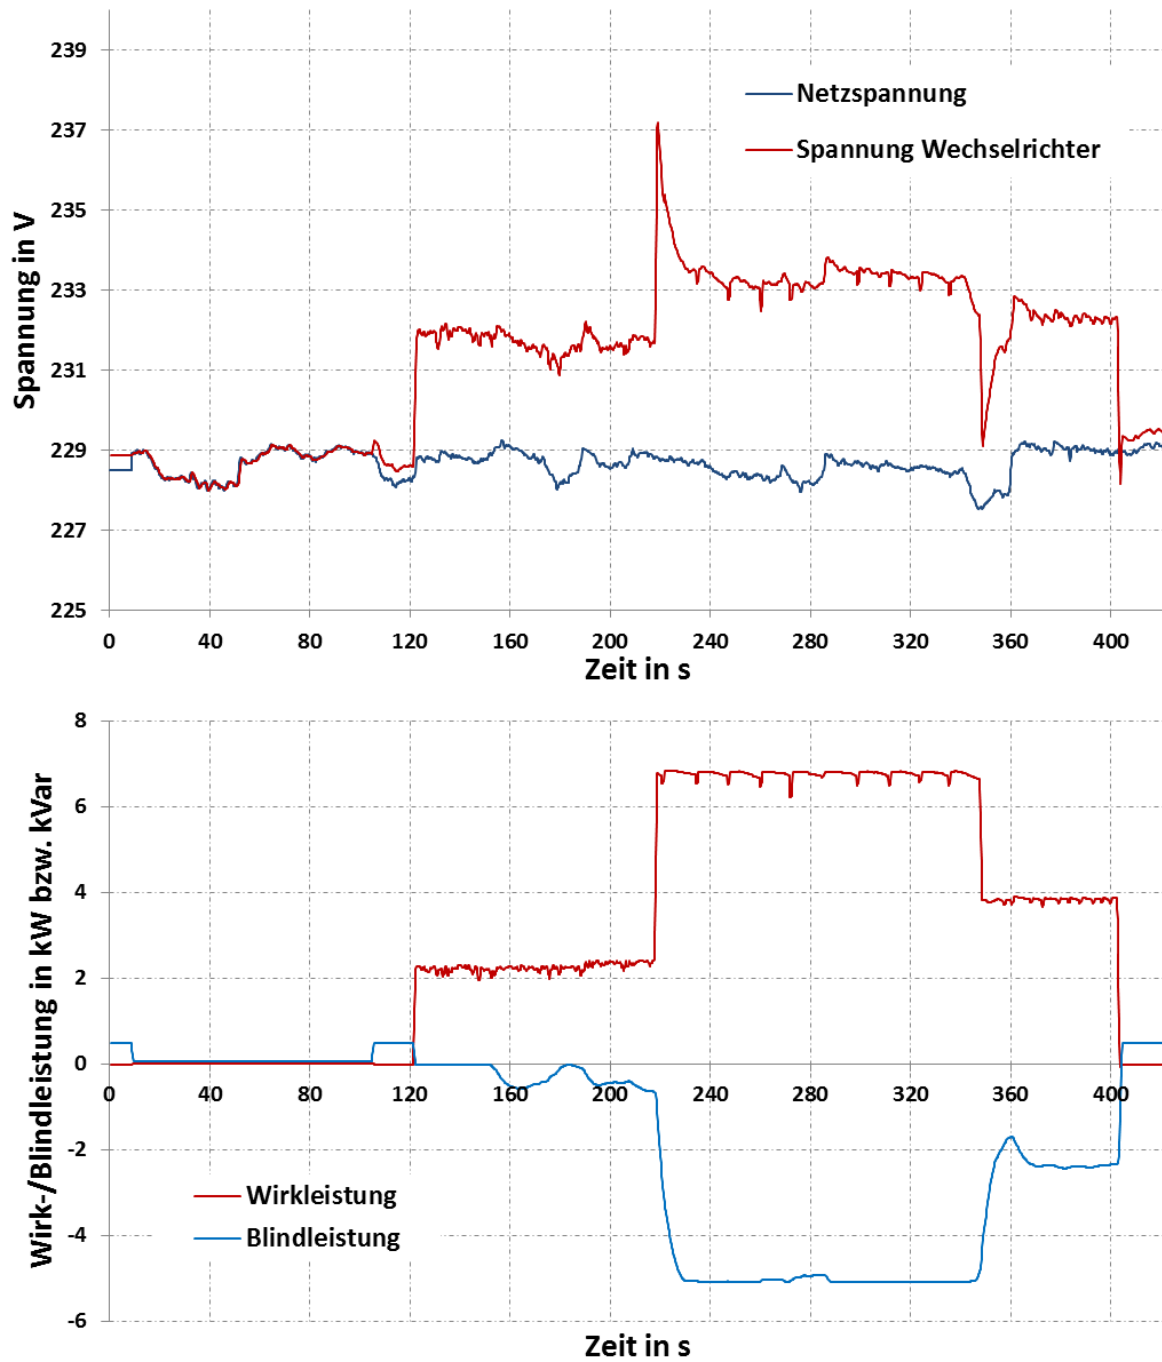 239
237
235
233
231
229
227
225
Spannung in V
Netzspannung
Spannung Wechselrichter
0 40 80 120 160 200 240 280 320 360 400
Zeit in s
8
6
4
2
0
-2
-4
-6
Wirk-/Blindleistung in kW bzw. kVar
0 40 80 120 160 200 240 280 320 360 400
Wirkleistung
Blindleistung
Zeit in s